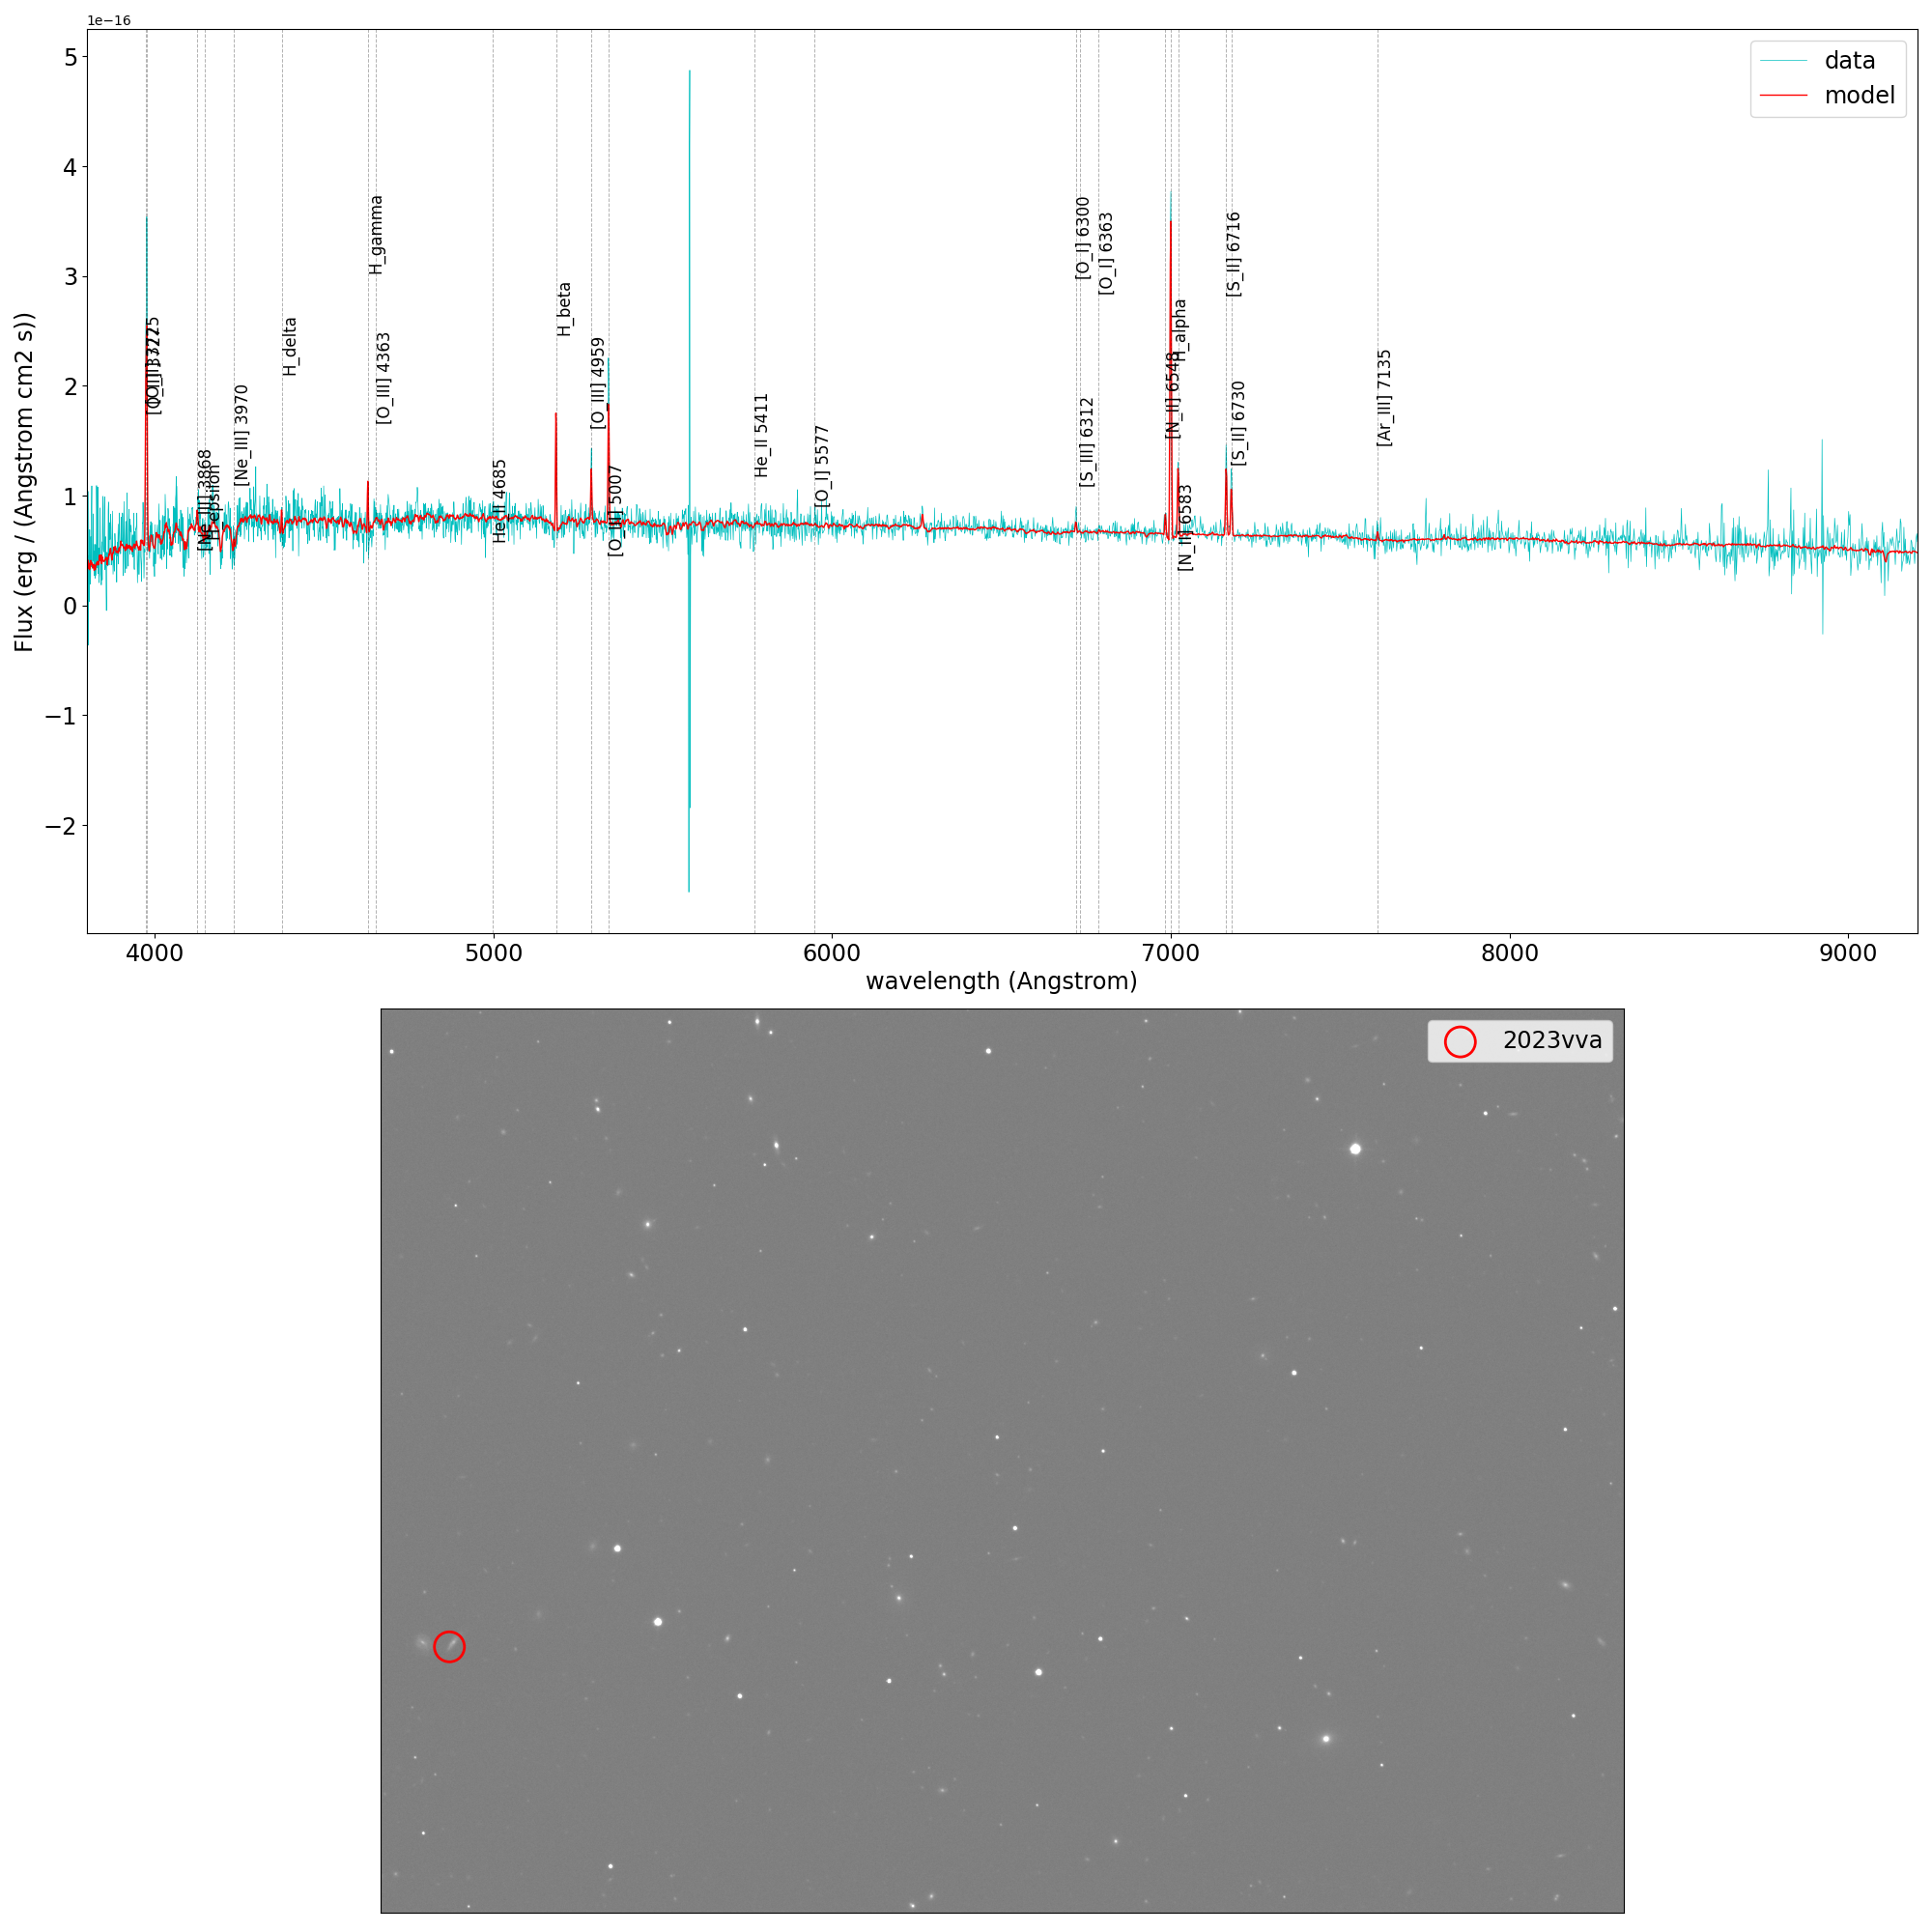 1e−16
data
model
5
4
3
2
1
0
−1
−2
Flux (erg / (Angstrom cm2 s))
[Ne_III] 3868
H_epsilon
[Ne_III] 3970
H_delta
H_gamma
[O_III] 4363
He_II 4685
H_beta
[O_III] 4959
[O_III] 5007
He_II 5411
[O_I] 5577
[O_I] 6300
[S_III] 6312
[O_I] 6363
[N_II] 6548
H_alpha
[N_II] 6583
[S_II] 6716
[S_II] 6730
[Ar_III] 7135
4000 5000 6000 7000 8000 9000
wavelength (Angstrom)
2023vva